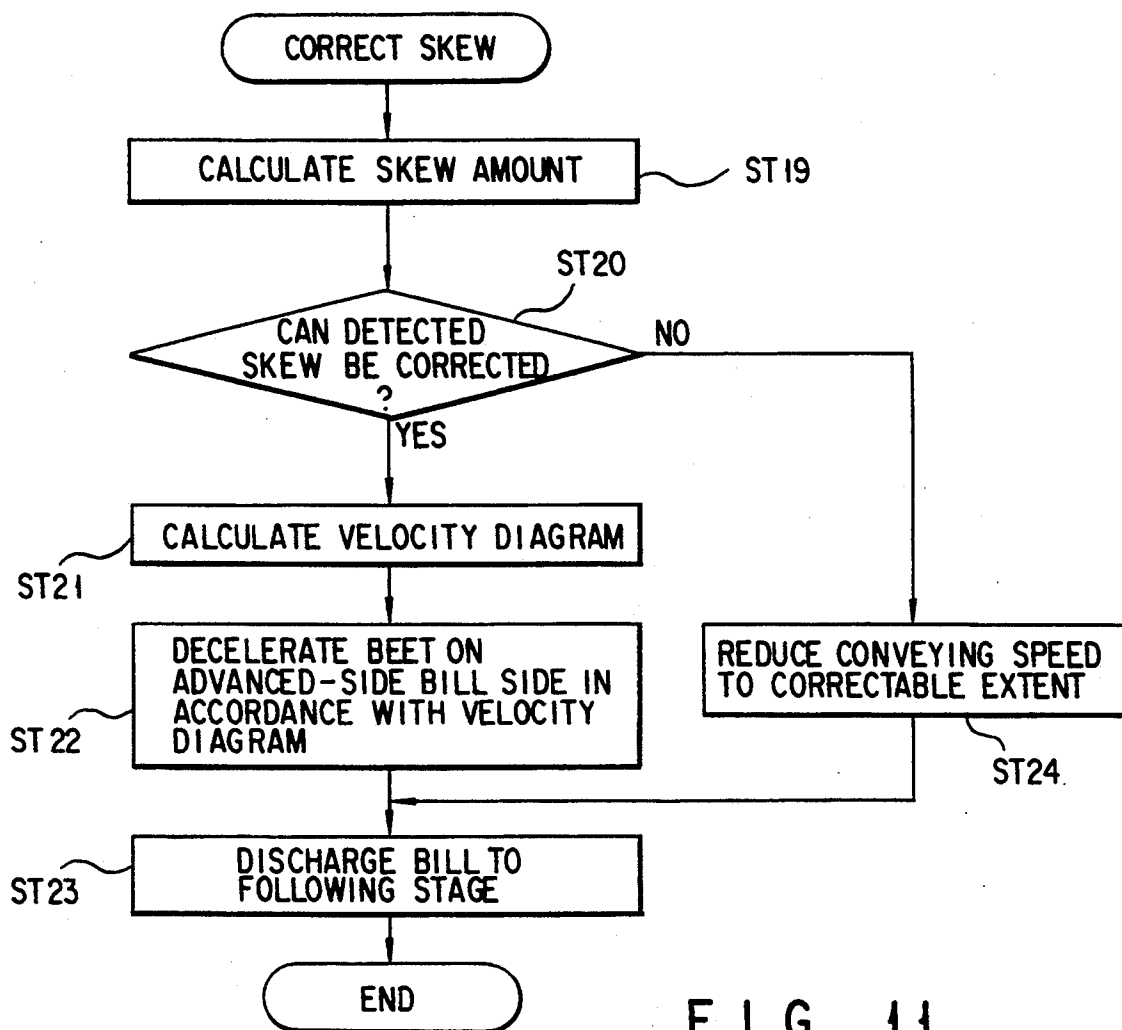 CORRECT SKEW
CALCULATE SKEW AMOUNT
ST19
ST20
CAN DETECTED
SKEW BE CORRECTED
?
NO
YES
CALCULATE VELOCITY DIAGRAM
ST21
DECELERATE BEET ON
ADVANCED-SIDE BILL SIDE IN
ACCORDANCE WITH VELOCITY
DIAGRAM
ST22
REDUCE CONVEYING SPEED
TO CORRECTABLE EXTENT
ST24
DISCHARGE BILL TO
FOLLOWING STAGE
ST23
END
FIG. 11